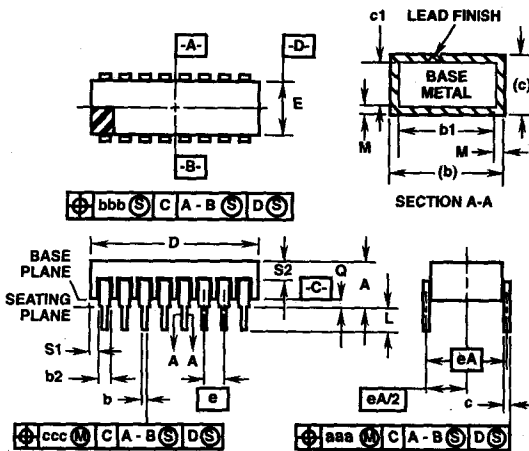 c1
LEAD FINISH
-A-
-D-
E
BASE
METAL
(c)
b1
M
M
(b)
-B-
SECTION A-A
⌖ bbb Ⓢ C A - B Ⓢ D Ⓢ
D
BASE
PLANE
SEATING
PLANE
S2
-C-
Q
A
L
S1
b2
A A
b
e
eA
eA/2
c
⌖ ccc Ⓜ C A - B Ⓢ D Ⓢ
⌖ aaa Ⓜ C A - B Ⓢ D Ⓢ